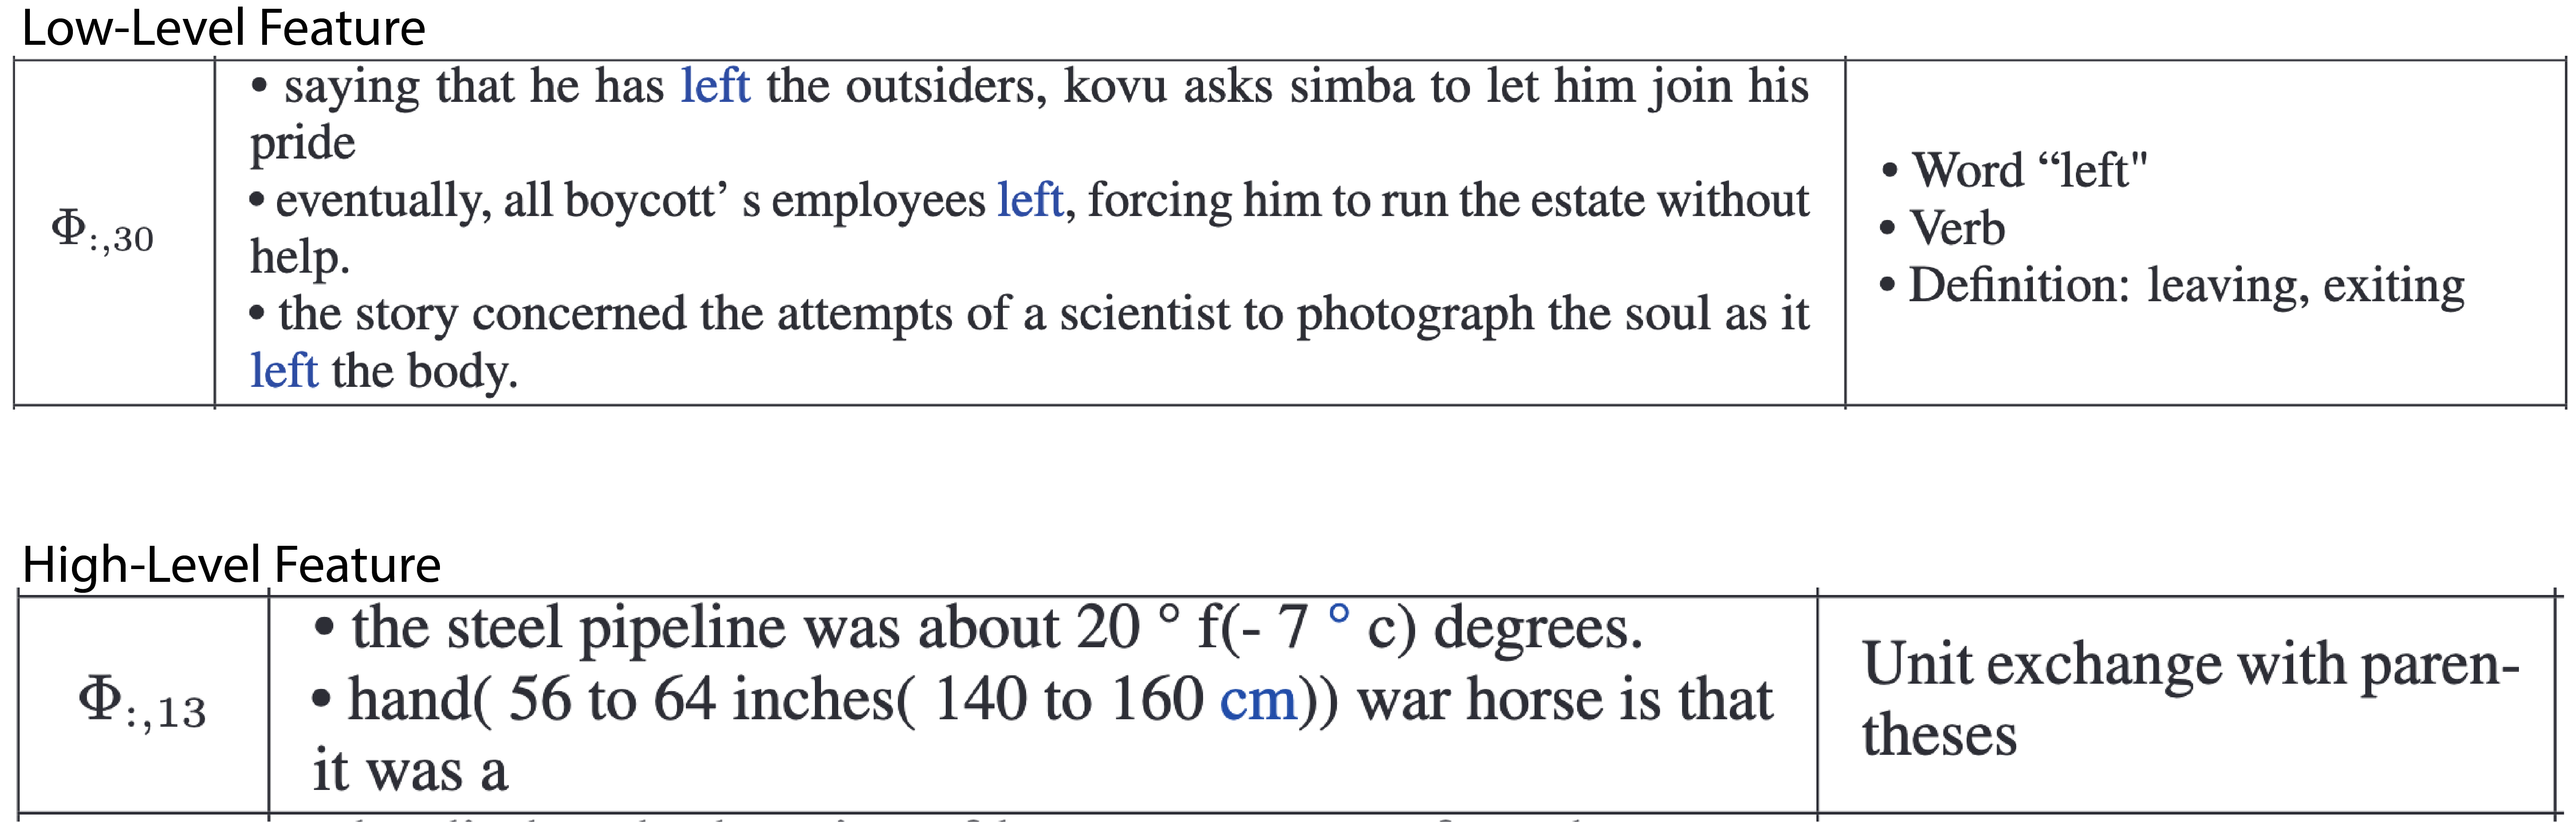 Low-Level Feature
Φ:,30
• saying that he has left the outsiders, kovu asks simba to let him join his
pride
• eventually, all boycott’ s employees left, forcing him to run the estate without
help.
• the story concerned the attempts of a scientist to photograph the soul as it
left the body.
• Word “left"
• Verb
• Definition: leaving, exiting
High-Level Feature
Φ:,13
• the steel pipeline was about 20 ° f(- 7 ° c) degrees.
• hand( 56 to 64 inches( 140 to 160 cm)) war horse is that
it was a
Unit exchange with paren-
theses